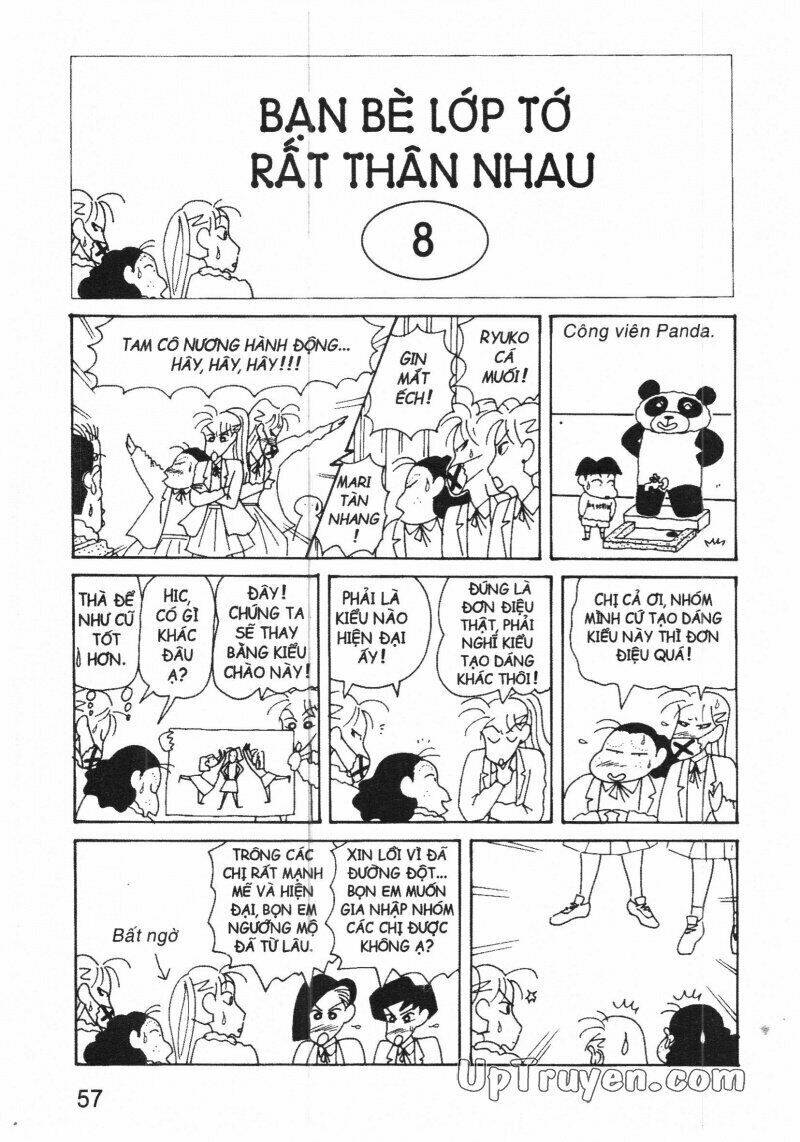 BẠN BÈ LỚP TỚ
RẤT THÂN NHAU
8
Công viên Panda.
RYUKO
CÁ
MUỐI!
GIN
MẮT
ẾCH!
MARI
TÀN
NHANG
!
TAM CÔ NƯƠNG HÀNH ĐỘNG...
HÂY, HÂY, HÂY!!!
CHỊ CẢ ƠI, NHÓM
MÌNH CỨ TẠO DÁNG
KIỂU NÀY THÌ ĐƠN
ĐIỆU QUÁ!
ĐÚNG LÀ
ĐƠN ĐIỆU
THẬT, PHẢI
NGHĨ KIỂU
TẠO DÁNG
KHÁC THÔI!
PHẢI LÀ
KIỂU NÀO
HIỆN ĐẠI
ẤY!
ĐÂY!
CHÚNG TA
SẼ THAY
BẰNG KIỂU
CHÀO NÀY!
HIC,
CÓ GÌ
KHÁC
ĐÂU
Ạ?
THÀ ĐỂ
NHƯ CŨ
TỐT
HƠN.
XIN LỖI VÌ ĐÃ
ĐƯỜNG ĐỘT...
BỌN EM MUỐN
GIA NHẬP NHÓM
CÁC CHỊ ĐƯỢC
KHÔNG Ạ?
TRÔNG CÁC
CHỊ RẤT MẠNH
MẼ VÀ HIỆN
ĐẠI, BỌN EM
NGƯỠNG MỘ
ĐÃ TỪ LÂU.
Bất ngờ
57
UpTruyen.com